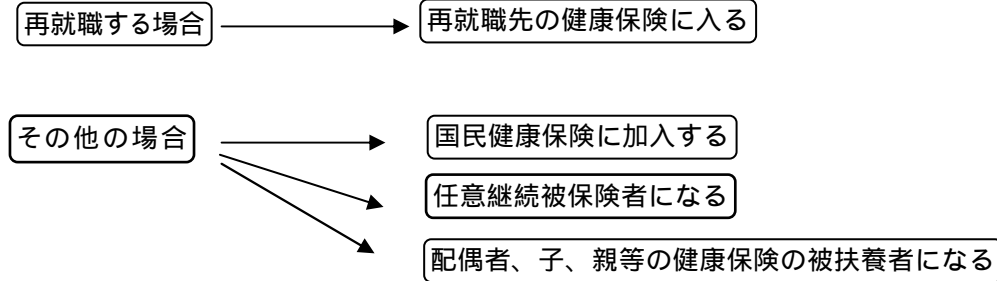 再就職する場合
再就職先の健康保険に入る
その他の場合
国民健康保険に加入する
任意継続被保険者になる
配偶者、子、親等の健康保険の被扶養者になる